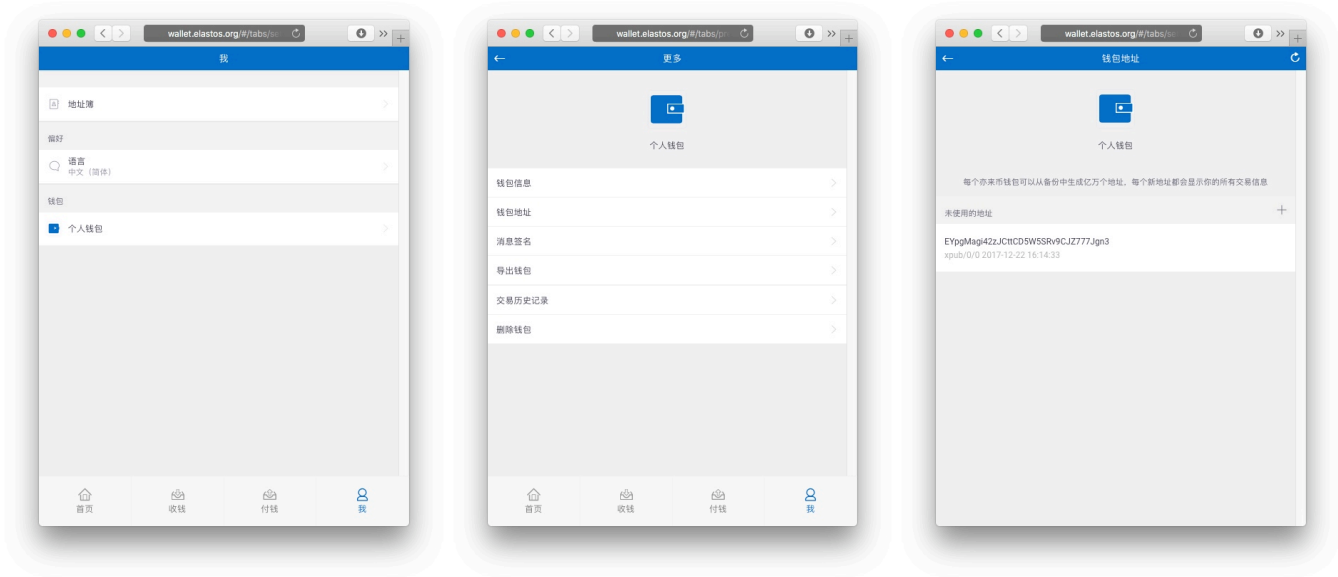 wallet.elastos.org/#/tabs/se
我
地址簿
偏好
语言
中文（简体）
钱包
个人钱包
首页
收钱
付钱
我
wallet.elastos.org/#/tabs/pr
更多
个人钱包
钱包信息
钱包地址
消息签名
导出钱包
交易历史记录
删除钱包
首页
收钱
付钱
我
wallet.elastos.org/#/tabs/se
钱包地址
个人钱包
每个亦来币钱包可以从备份中生成亿万个地址，每个新地址都会显示你的所有交易信息
未使用的地址
EYpgMagi42zJCttCD5W5SRv9CJZ777Jgn3
xpub/0/0 2017-12-22 16:14:33